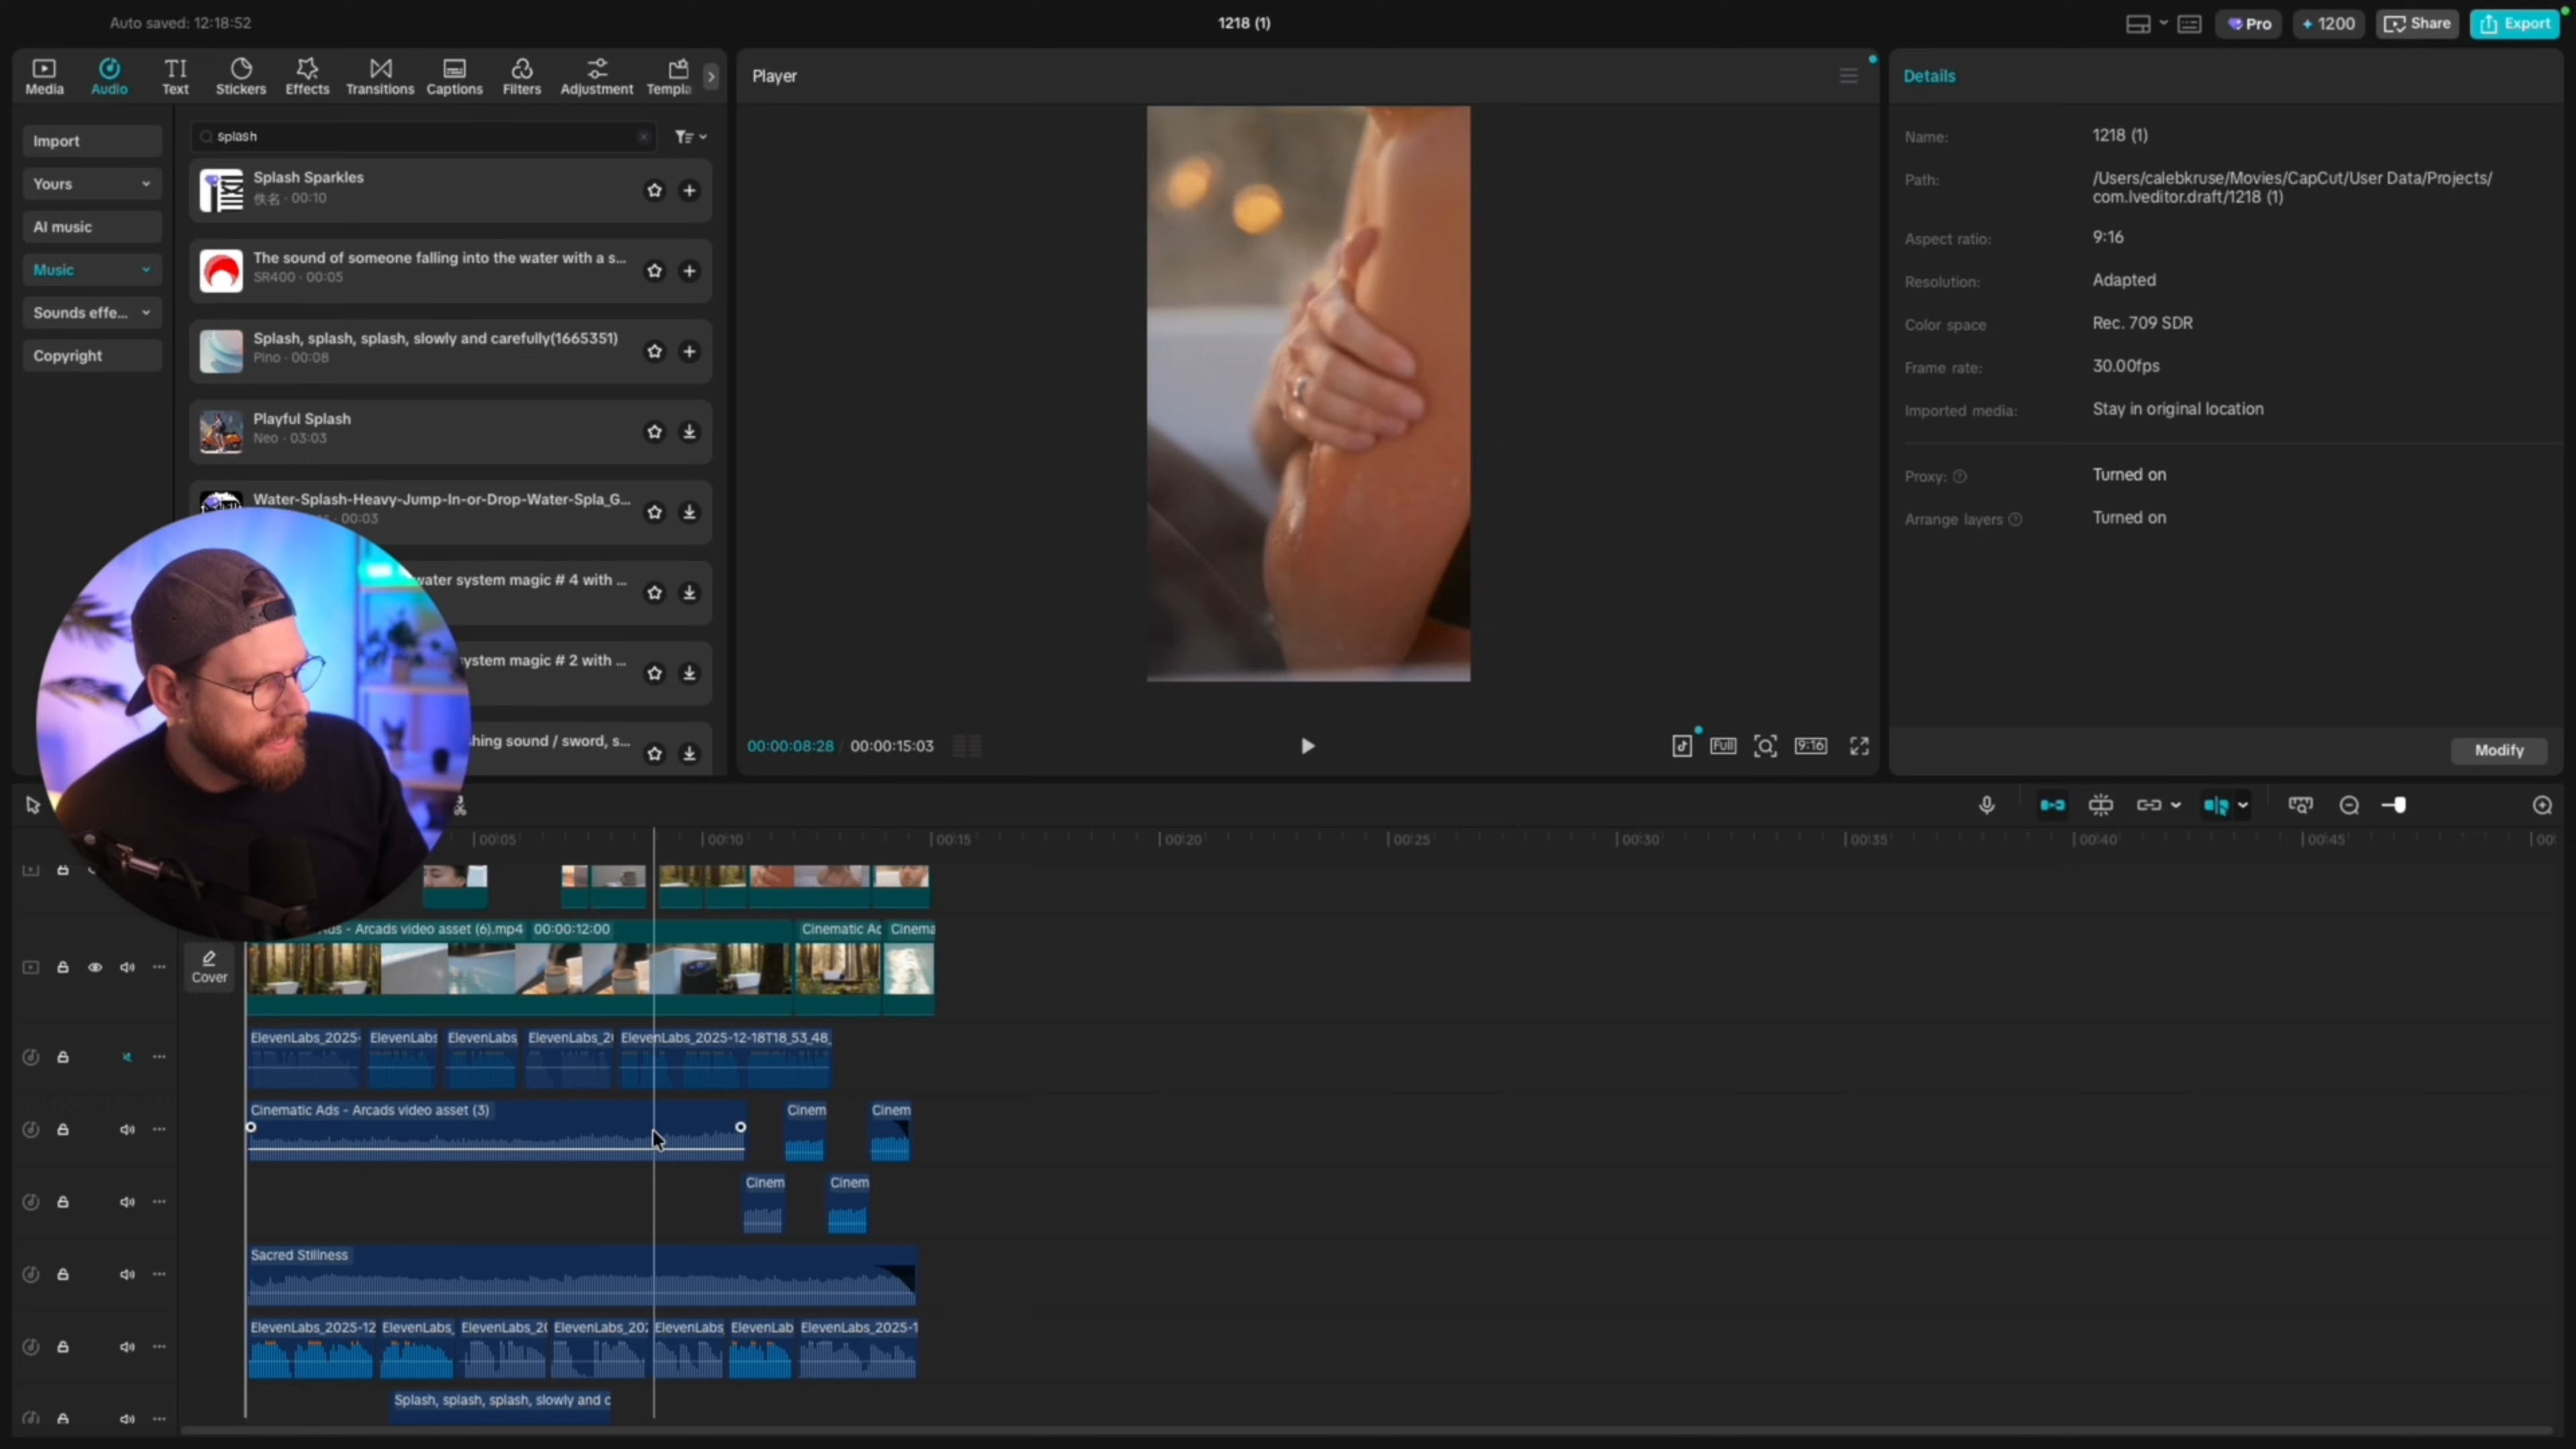 Auto saved: 12:18:52
1218 (1)
Pro
1200
Share
Export
Media
Audio
Text
Stickers
Effects
Transitions
Captions
Filters
Adjustment
Templa
Player
Details
Import
Yours
AI music
Music
Sounds effe...
Copyright
splash
Splash Sparkles
佚名 · 00:10
The sound of someone falling into the water with a s...
SR400 · 00:05
Splash, splash, splash, slowly and carefully(1665351)
Pino · 00:08
Playful Splash
Neo · 03:03
Water-Splash-Heavy-Jump-In-or-Drop-Water-Spla_G...
· 00:03
water system magic # 4 with ...
ystem magic # 2 with ...
hing sound / sword, s...
00:00:08:28 / 00:00:15:03
Full
9:16
Name:
1218 (1)
Path:
/Users/calebkruse/Movies/CapCut/User Data/Projects/
com.lveditor.draft/1218 (1)
Aspect ratio:
9:16
Resolution:
Adapted
Color space
Rec. 709 SDR
Frame rate:
30.00fps
Imported media:
Stay in original location
Proxy:
Turned on
Arrange layers
Turned on
Modify
00:05
00:10
00:15
00:20
00:25
00:30
00:35
00:40
00:45
00:
Cover
Ads - Arcads video asset (6).mp4 00:00:12:00
Cinematic Ad
Cinema
ElevenLabs_2025-
ElevenLabs
ElevenLabs
ElevenLabs_20
ElevenLabs_2025-12-18T18_53_48_
Cinematic Ads - Arcads video asset (3)
Cinem
Cinem
Cinem
Cinem
Sacred Stillness
ElevenLabs_2025-12
ElevenLabs_
ElevenLabs_20
ElevenLabs_202
ElevenLabs
ElevenLab
ElevenLabs_2025-1
Splash, splash, splash, slowly and c